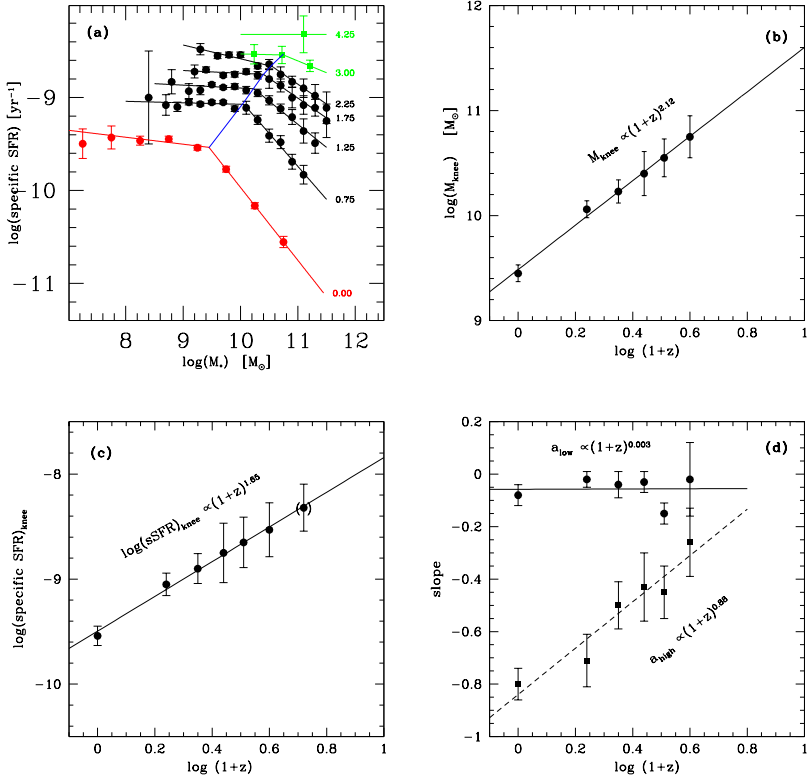 (a)
4.25
3.00
2.25
1.75
1.25
0.75
0.00
−9
−10
−11
log(specific SFR) [yr⁻¹]
8 9 10 11 12
log(M⋆) [M⊙]
(b)
12
11
10
9
log(M_knee) [M⊙]
M_knee ∝(1+z)^2.12
0 0.2 0.4 0.6 0.8 1
log (1+z)
(c)
−8
−9
−10
log(specific SFR)_knee
log(sSFR)_knee ∝(1+z)^1.65
0 0.2 0.4 0.6 0.8 1
log (1+z)
(d)
0.2
0
−0.2
−0.4
−0.6
−0.8
−1
slope
a_low ∝(1+z)^0.003
a_high ∝(1+z)^0.88
0 0.2 0.4 0.6 0.8 1
log (1+z)